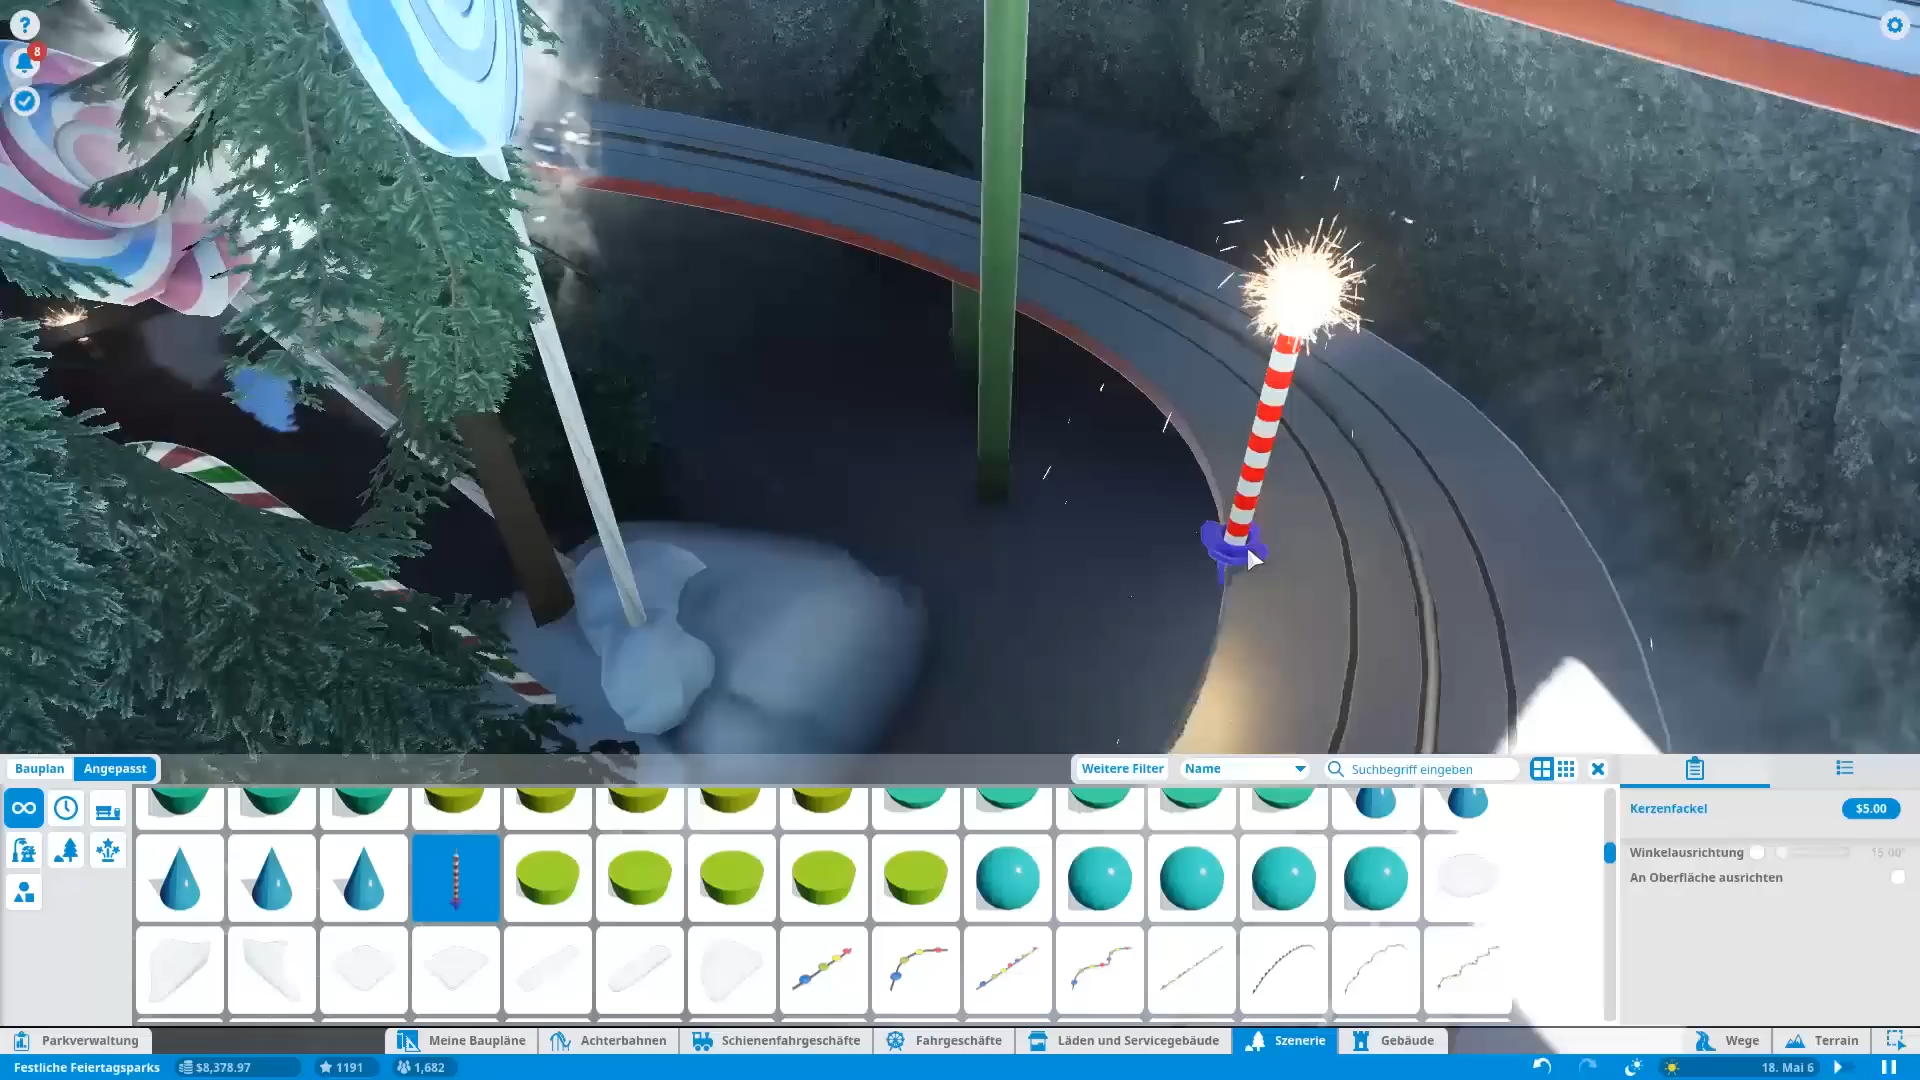 ?
8
Bauplan
Angepasst
Weitere Filter
Name
Suchbegriff eingeben
Kerzenfackel
$5.00
Winkelausrichtung
15.00°
An Oberfläche ausrichten
Parkverwaltung
Meine Baupläne
Achterbahnen
Schienenfahrgeschäfte
Fahrgeschäfte
Läden und Servicegebäude
Szenerie
Gebäude
Wege
Terrain
Festliche Feiertagsparks
$8,378.97
1191
1,682
18. Mai 6